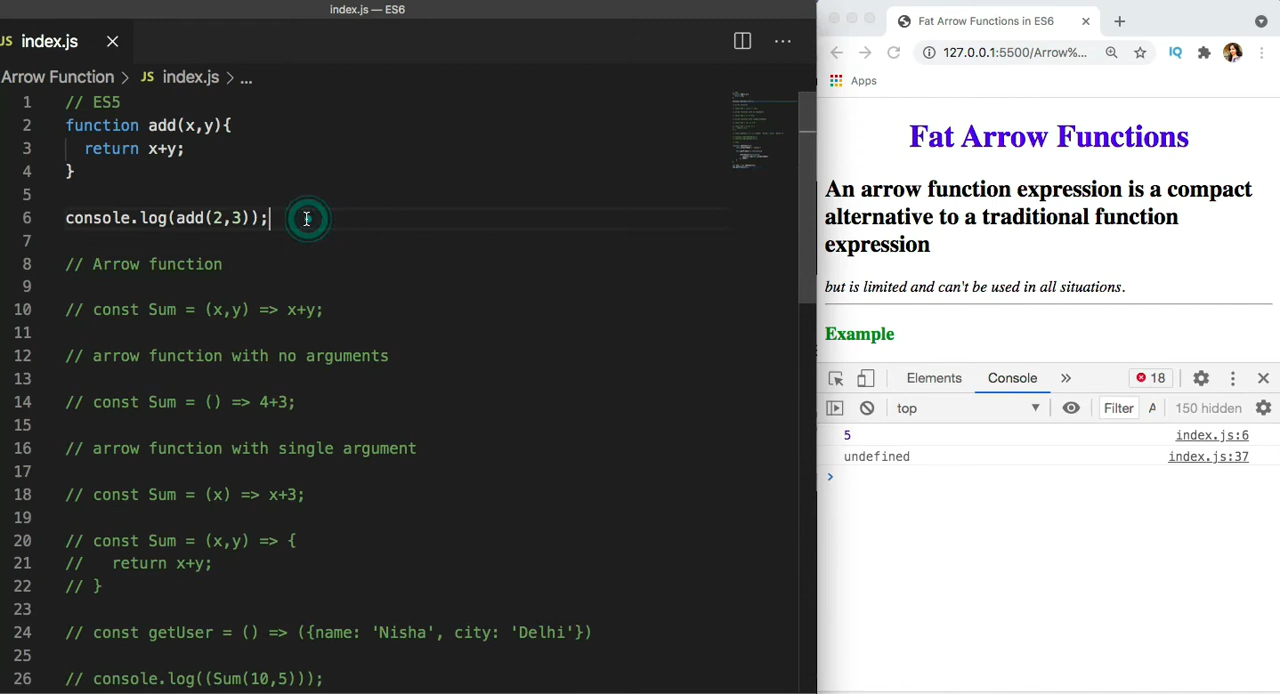 index.js — ES6
JS index.js
Arrow Function > JS index.js > ...
1 // ES5
2 function add(x,y){
3 return x+y;
4 }
5
6 console.log(add(2,3));
7
8 // Arrow function
9
10 // const Sum = (x,y) => x+y;
11
12 // arrow function with no arguments
13
14 // const Sum = () => 4+3;
15
16 // arrow function with single argument
17
18 // const Sum = (x) => x+3;
19
20 // const Sum = (x,y) => {
21 // return x+y;
22 // }
23
24 // const getUser = () => ({name: 'Nisha', city: 'Delhi'})
25
26 // console.log((Sum(10,5)));
Fat Arrow Functions in ES6
127.0.0.1:5500/Arrow%... IQ
Apps
Fat Arrow Functions
An arrow function expression is a compact
alternative to a traditional function
expression
but is limited and can't be used in all situations.
Example
Elements Console » 18
top Filter A 150 hidden
5 index.js:6
undefined index.js:37